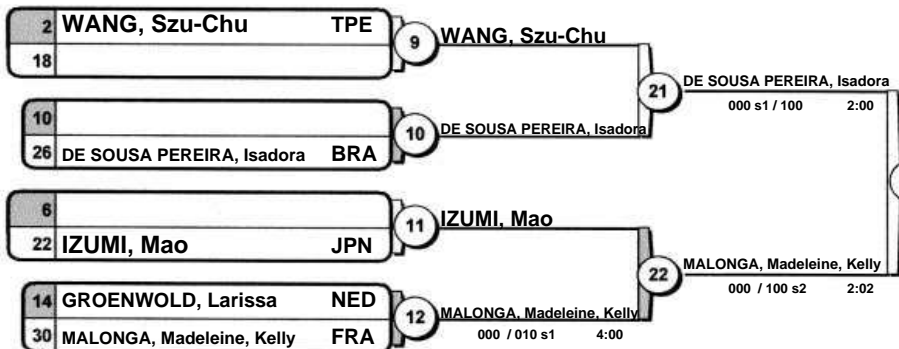 2 WANG, Szu-Chu TPE
18
9 WANG, Szu-Chu
10
26 DE SOUSA PEREIRA, Isadora BRA
10 DE SOUSA PEREIRA, Isadora
21 DE SOUSA PEREIRA, Isadora
000 s1 / 100 2:00
6
22 IZUMI, Mao JPN
11 IZUMI, Mao
14 GROENWOLD, Larissa NED
30 MALONGA, Madeleine, Kelly FRA
12 MALONGA, Madeleine, Kelly
000 / 010 s1 4:00
22 MALONGA, Madeleine, Kelly
000 / 100 s2 2:02